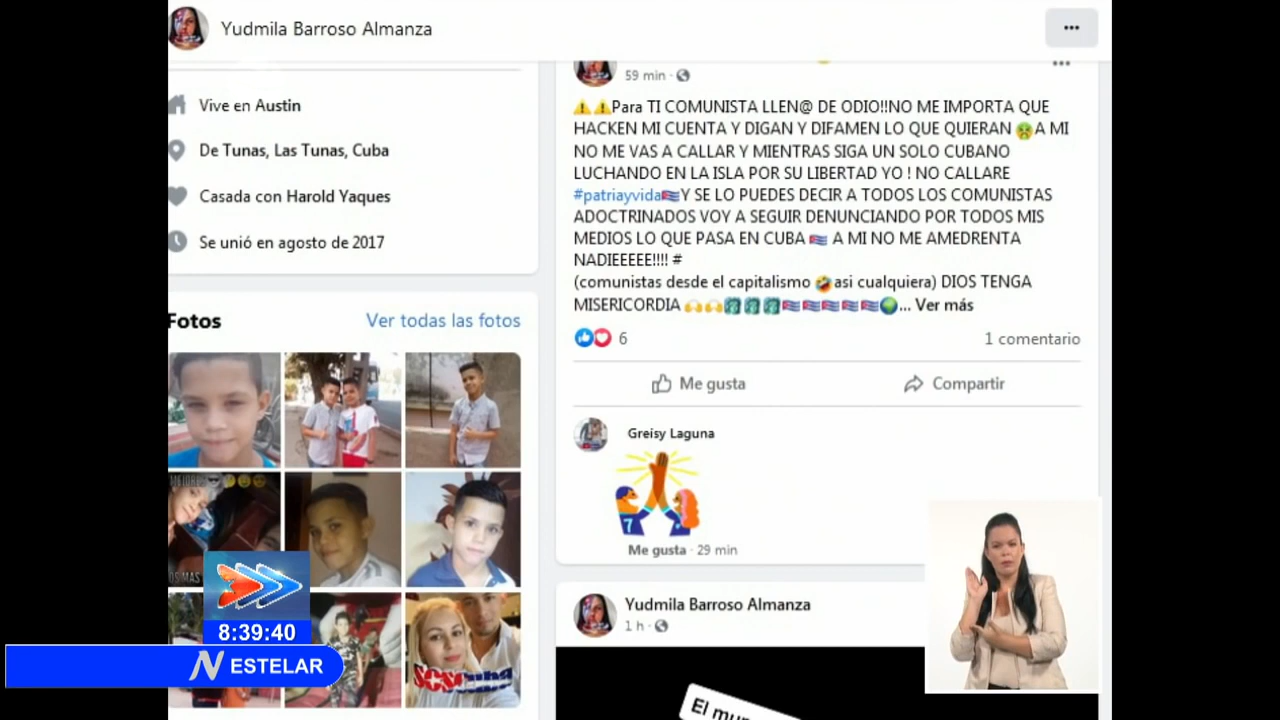 Yudmila Barroso Almanza
Vive en Austin
De Tunas, Las Tunas, Cuba
Casada con Harold Yaques
Se unió en agosto de 2017
Fotos
Ver todas las fotos
59 min
⚠️⚠️Para TI COMUNISTA LLEN@ DE ODIO!!NO ME IMPORTA QUE
HACKEN MI CUENTA Y DIGAN Y DIFAMEN LO QUE QUIERAN 🤢A MI
NO ME VAS A CALLAR Y MIENTRAS SIGA UN SOLO CUBANO
LUCHANDO EN LA ISLA POR SU LIBERTAD YO ! NO CALLARE
#patriayvida🇨🇺Y SE LO PUEDES DECIR A TODOS LOS COMUNISTAS
ADOCTRINADOS VOY A SEGUIR DENUNCIANDO POR TODOS MIS
MEDIOS LO QUE PASA EN CUBA 🇨🇺 A MI NO ME AMEDRENTA
NADIEEEEE!!!! #
(comunistas desde el capitalismo 🤣asi cualquiera) DIOS TENGA
MISERICORDIA 🙌🙌🗽🗽🗽🇨🇺🇨🇺🇨🇺🇨🇺🇨🇺🌎... Ver más
6
1 comentario
Me gusta
Compartir
Greisy Laguna
7
Me gusta · 29 min
Yudmila Barroso Almanza
1 h
SOSCuba
8:39:40
N ESTELAR